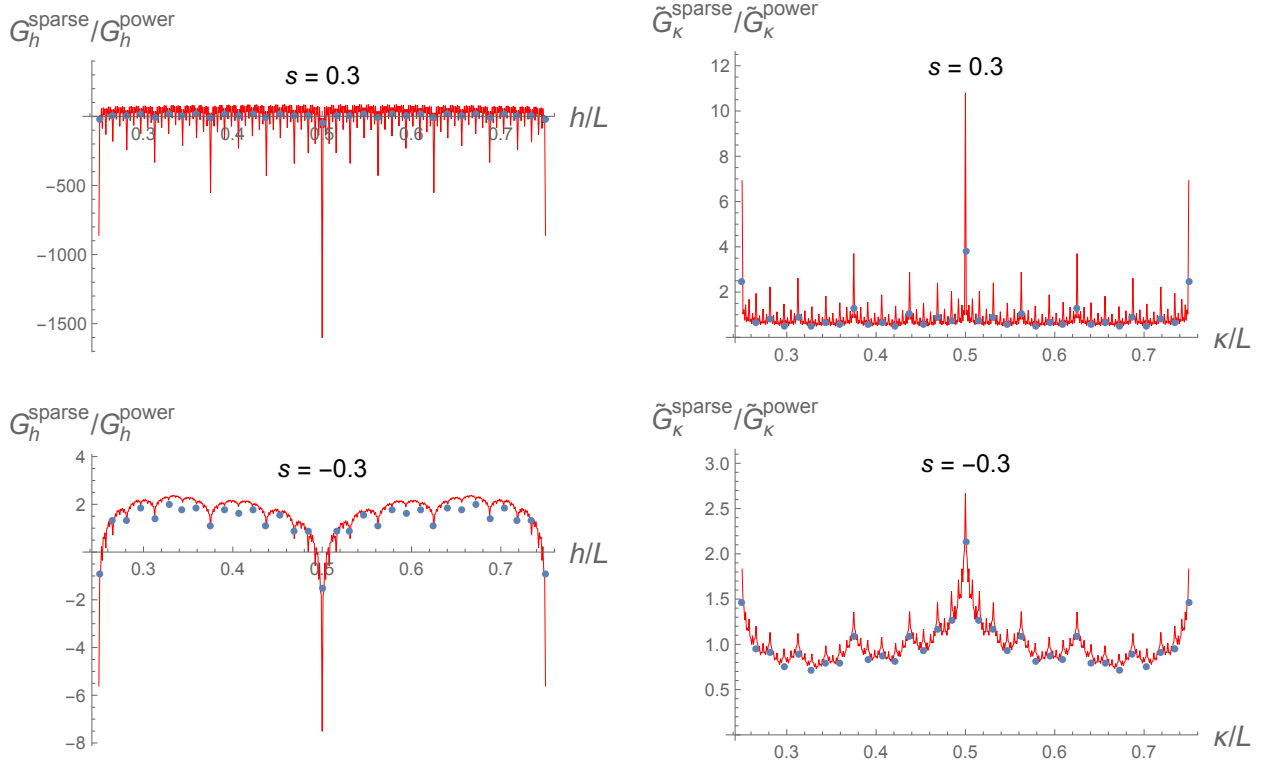 G_h^sparse/G_h^power
s = 0.3
h/L
0.3 0.4 0.5 0.6 0.7
−500
−1000
−1500
G̃_κ^sparse/G̃_κ^power
s = 0.3
12
10
8
6
4
2
0.3 0.4 0.5 0.6 0.7
κ/L
G_h^sparse/G_h^power
s = −0.3
4
2
h/L
0.3 0.4 0.5 0.6 0.7
−2
−4
−6
−8
G̃_κ^sparse/G̃_κ^power
s = −0.3
3.0
2.5
2.0
1.5
1.0
0.5
0.3 0.4 0.5 0.6 0.7
κ/L